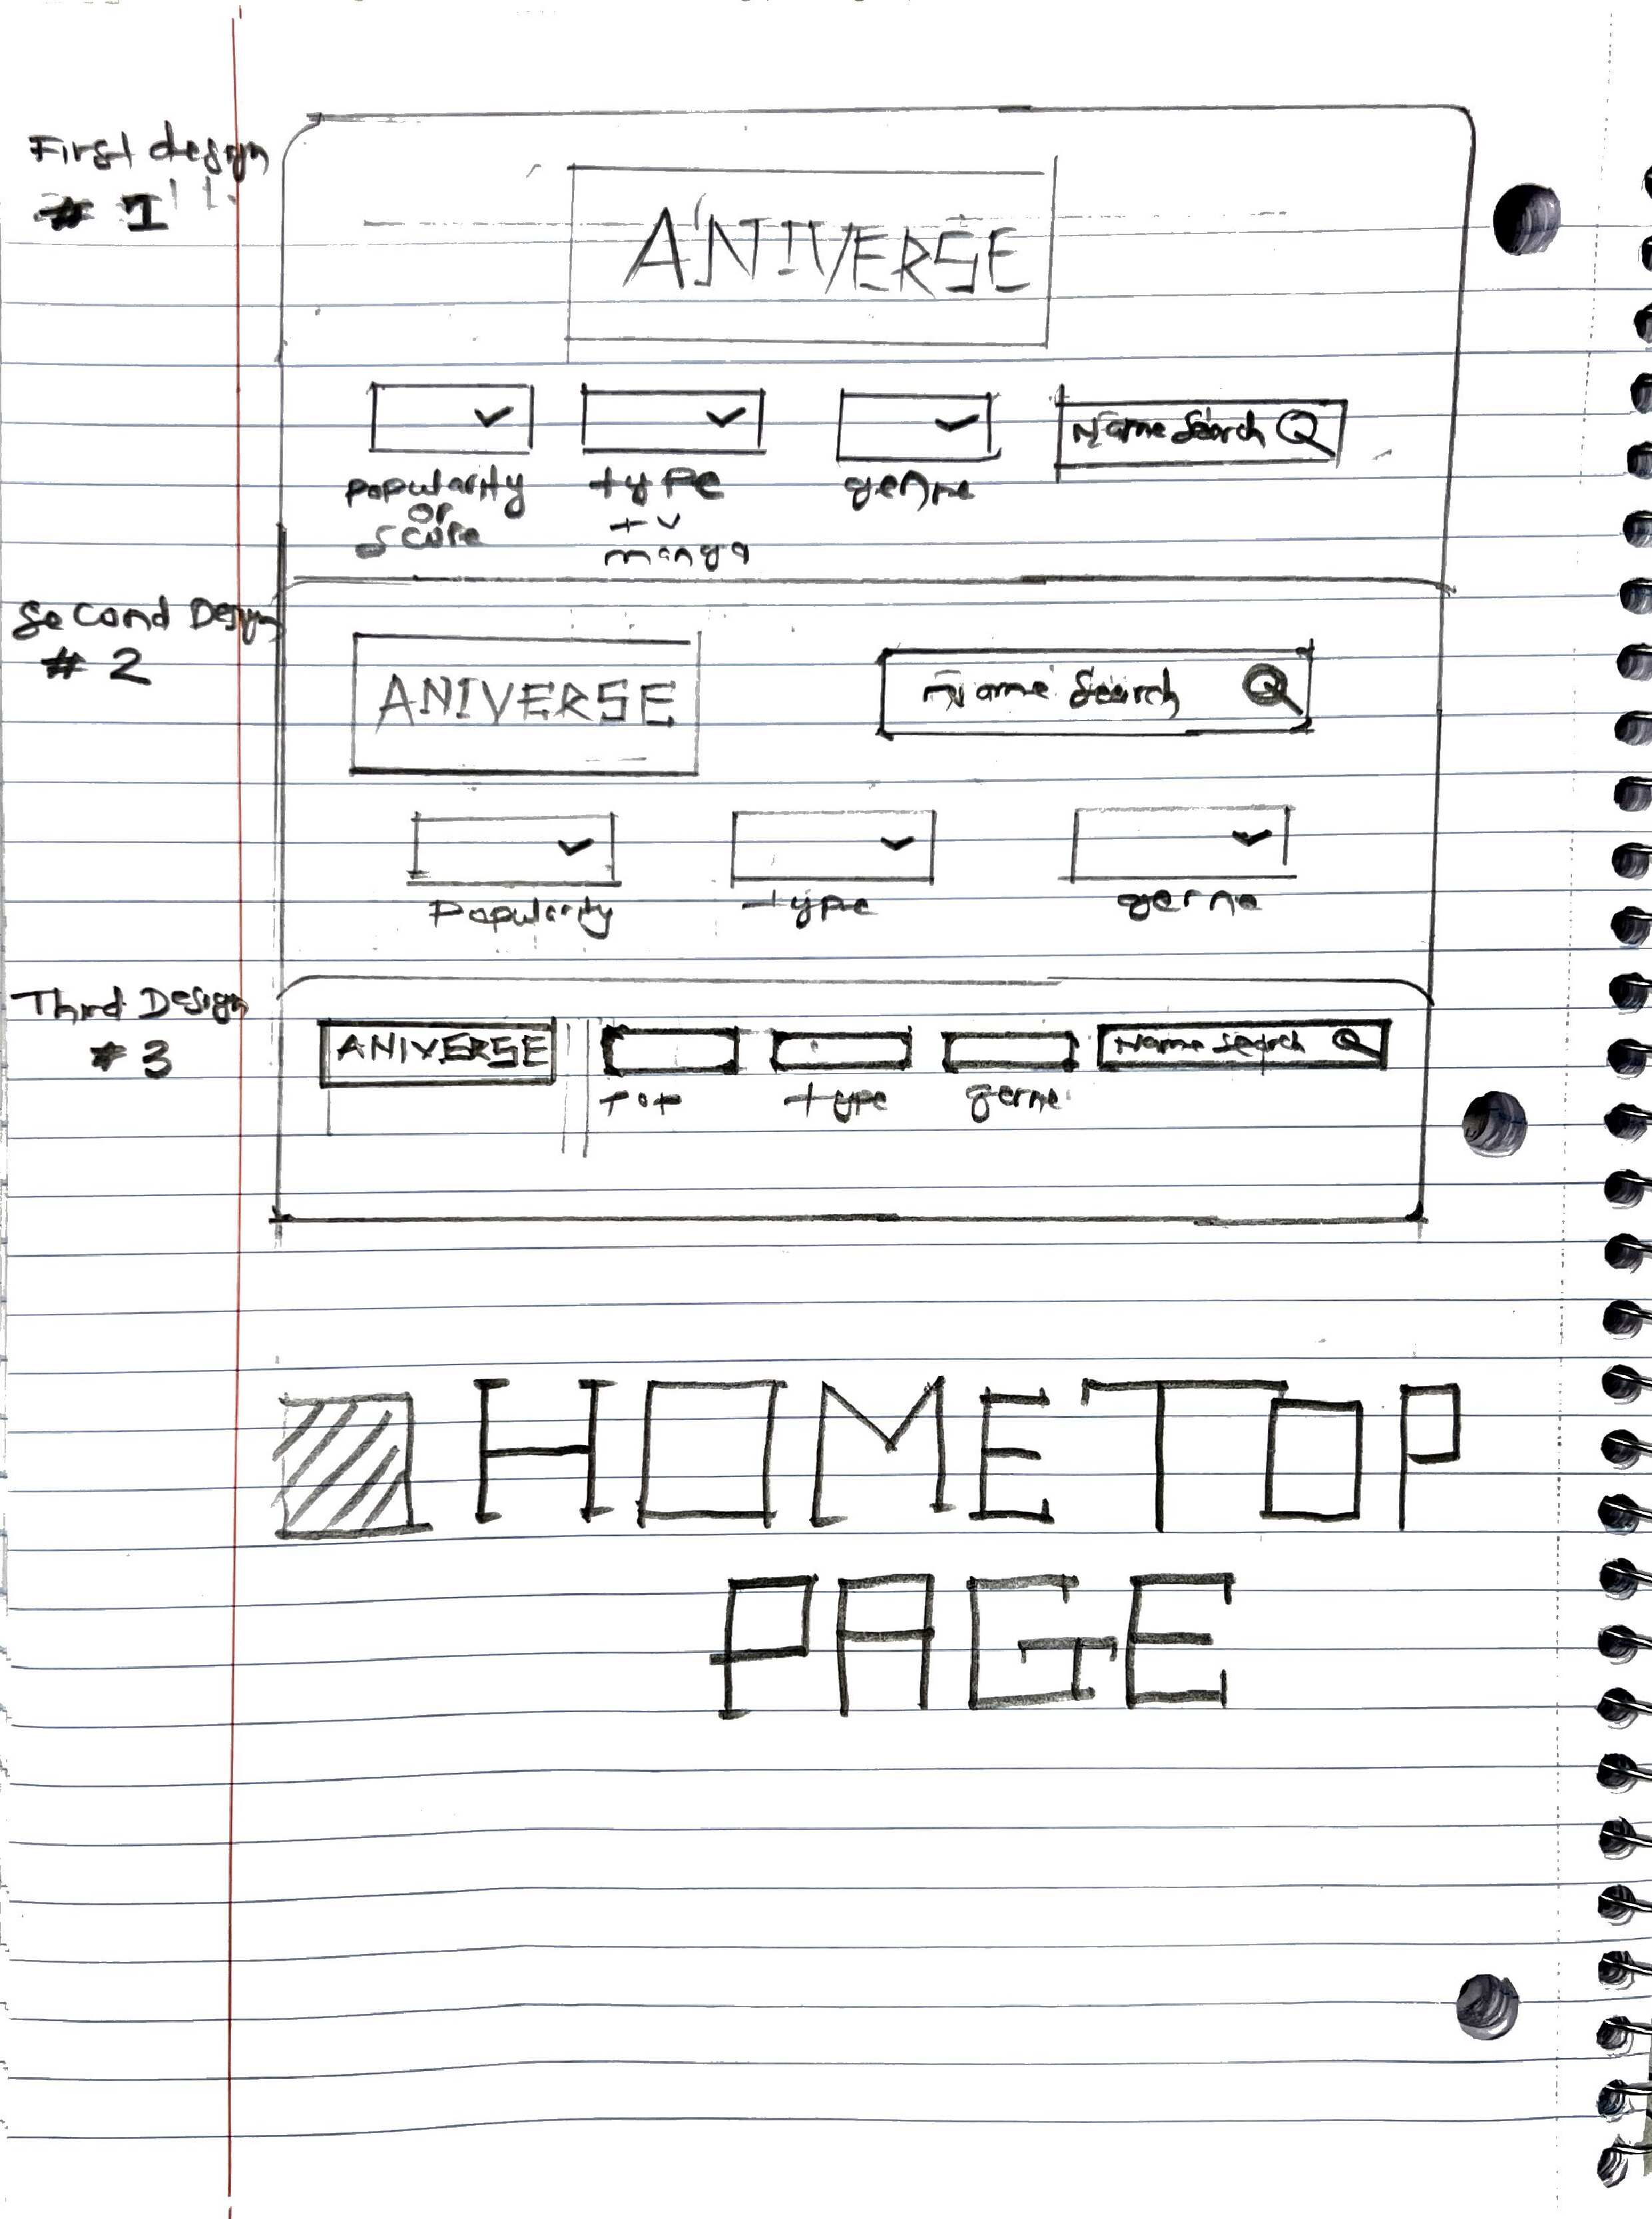 First design
# 1
ANIVERSE
Name Search
popularity type genre
or tv
score manga
Second Design
# 2
ANIVERSE Name Search
Popularity type gerne
Third Design
# 3
ANIVERSE Name Search
pop type gerne
HOME TOP
PAGE